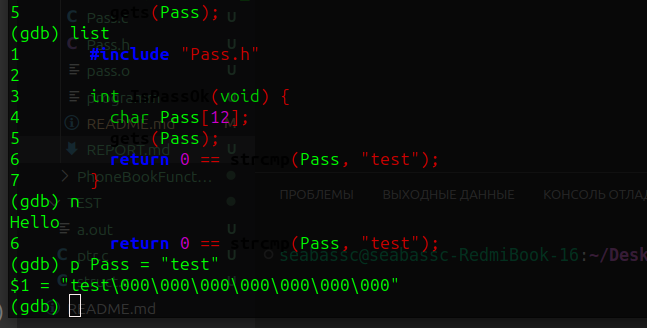 5 gets(Pass);
(gdb) list
1 #include "Pass.h"
2
3 int IsPassOk(void) {
4 char Pass[12];
5 gets(Pass);
6 return 0 == strcmp(Pass, "test");
7 }
(gdb) n
Hello
6 return 0 == strcmp(Pass, "test");
(gdb) p Pass = "test"
$1 = "test\000\000\000\000\000\000\000"
(gdb)
Pass.c U
Pass.h U
pass.o U
README.md M
REPORT.md U
PhoneBookFunct...
TEST
a.out U
U
README.md
ПРОБЛЕМЫ ВЫХОДНЫЕ ДАННЫЕ КОНСОЛЬ ОТЛАД
seabassc@seabassc-RedmiBook-16:~/Desk